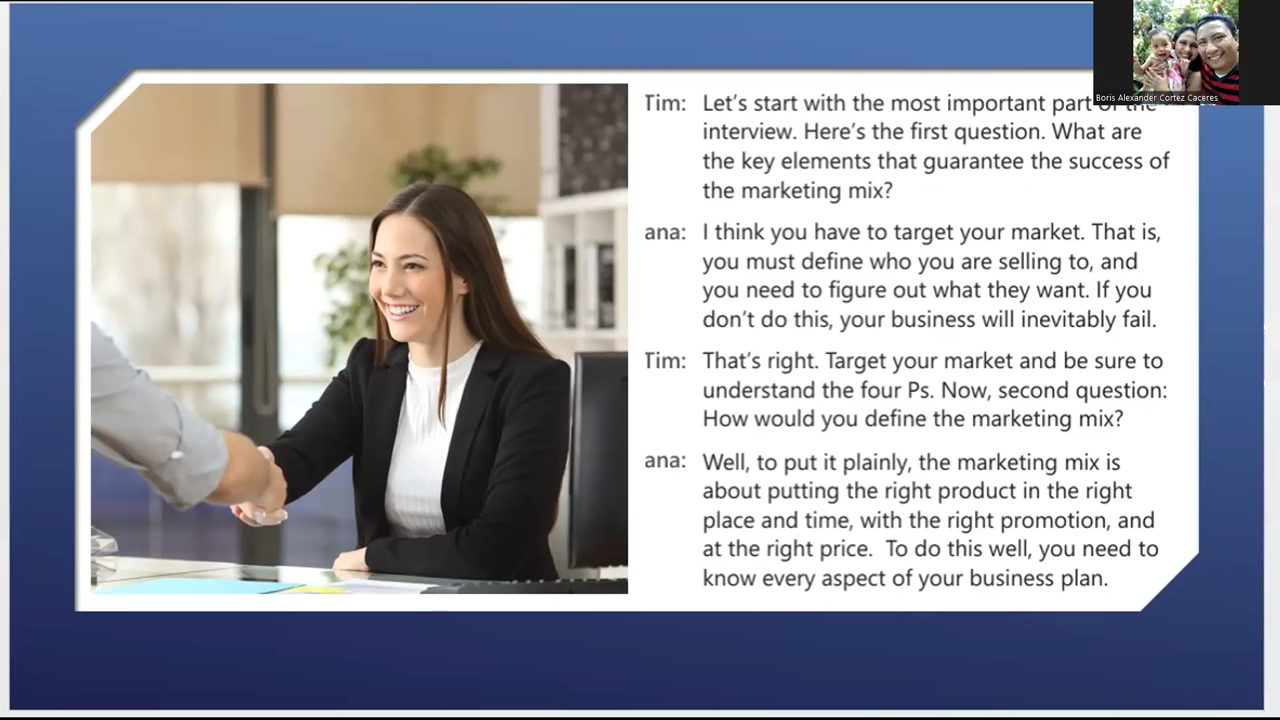 Boris Alexander Cortez Caceres
Tim: Let's start with the most important part of the
interview. Here's the first question. What are
the key elements that guarantee the success of
the marketing mix?
ana: I think you have to target your market. That is,
you must define who you are selling to, and
you need to figure out what they want. If you
don't do this, your business will inevitably fail.
Tim: That's right. Target your market and be sure to
understand the four Ps. Now, second question:
How would you define the marketing mix?
ana: Well, to put it plainly, the marketing mix is
about putting the right product in the right
place and time, with the right promotion, and
at the right price. To do this well, you need to
know every aspect of your business plan.